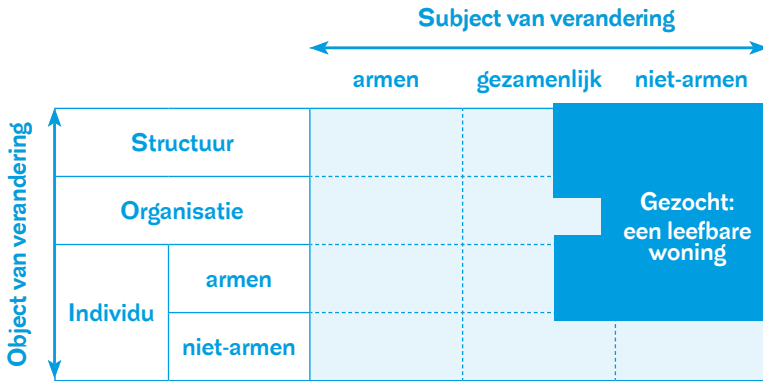 Subject van verandering
armen gezamenlijk niet-armen
Object van verandering
Structuur
Organisatie
Individu
armen
niet-armen
Gezocht:
een leefbare
woning